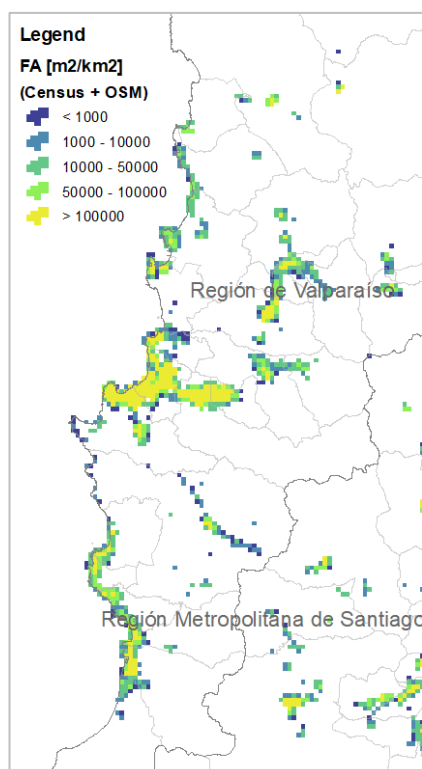 Legend
FA [m2/km2]
(Census + OSM)
< 1000
1000 - 10000
10000 - 50000
50000 - 100000
> 100000
Región de Valparaíso
Región Metropolitana de Santiago